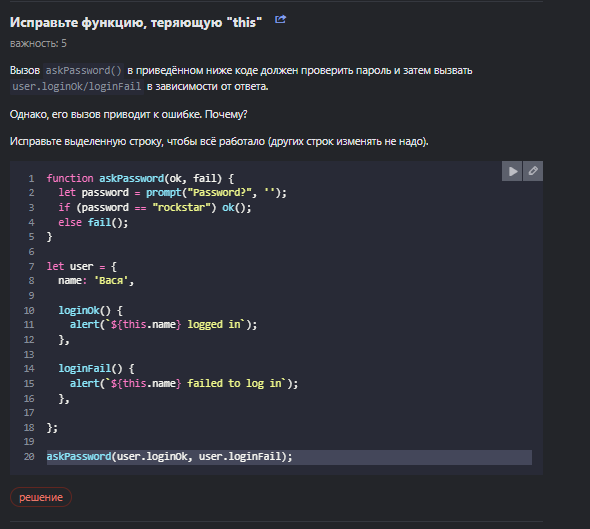 Исправьте функцию, теряющую "this"
важность: 5
Вызов askPassword() в приведённом ниже коде должен проверить пароль и затем вызвать
user.loginOk/loginFail в зависимости от ответа.
Однако, его вызов приводит к ошибке. Почему?
Исправьте выделенную строку, чтобы всё работало (других строк изменять не надо).
1 function askPassword(ok, fail) {
2   let password = prompt("Password?", '');
3   if (password == "rockstar") ok();
4   else fail();
5 }
6
7 let user = {
8   name: 'Вася',
9
10   loginOk() {
11     alert(`${this.name} logged in`);
12   },
13
14   loginFail() {
15     alert(`${this.name} failed to log in`);
16   },
17
18 };
19
20 askPassword(user.loginOk, user.loginFail);
решение